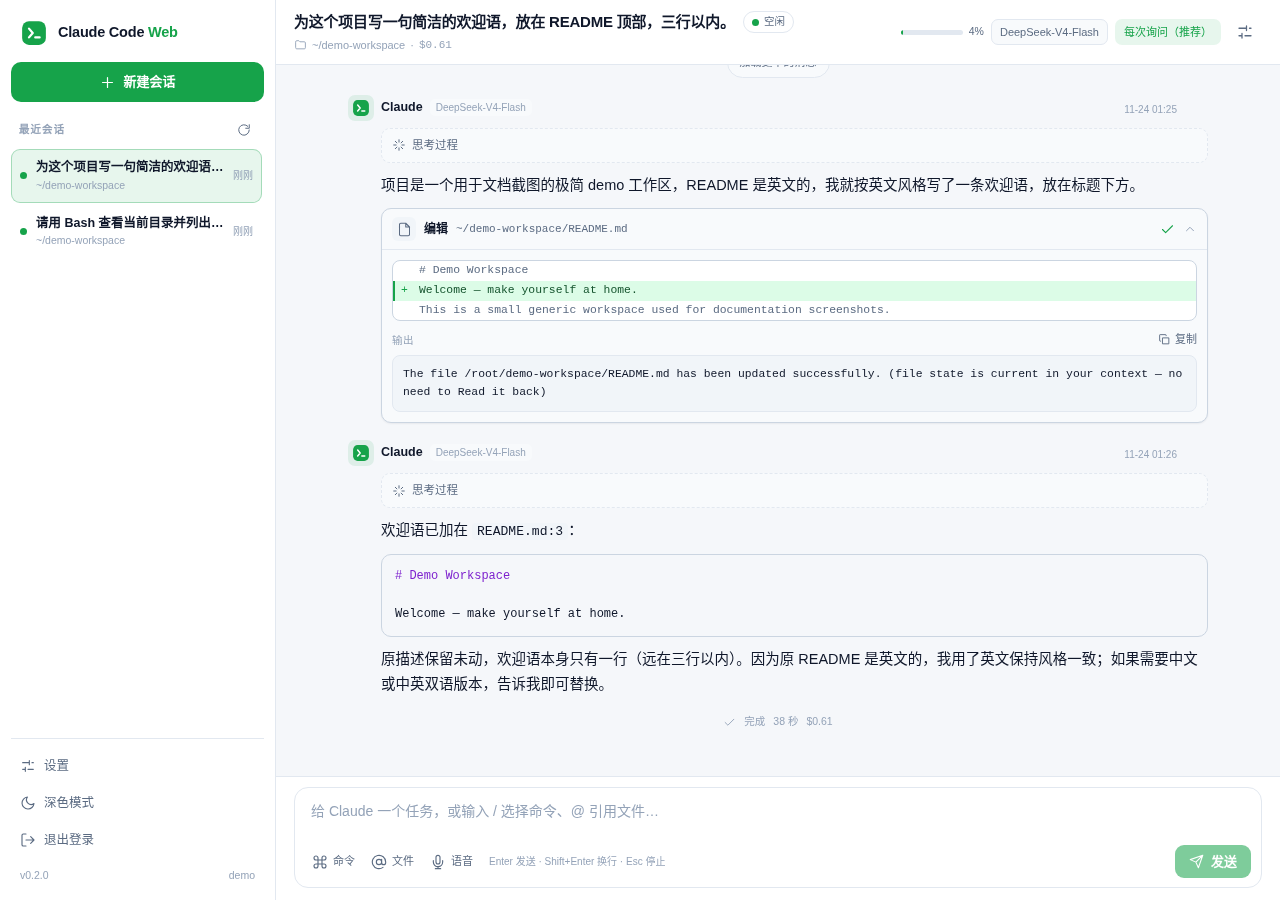 Claude Code Web
新建会话
最近会话
为这个项目写一句简洁的欢迎语…
刚刚
~/demo-workspace
请用 Bash 查看当前目录并列出…
刚刚
~/demo-workspace
设置
深色模式
退出登录
v0.2.0
demo
为这个项目写一句简洁的欢迎语，放在 README 顶部，三行以内。
空闲
~/demo-workspace · $0.61
4%
DeepSeek-V4-Flash
每次询问（推荐）
Claude DeepSeek-V4-Flash
11-24 01:25
思考过程
项目是一个用于文档截图的极简 demo 工作区，README 是英文的，我就按英文风格写了一条欢迎语，放在标题下方。
编辑 ~/demo-workspace/README.md
# Demo Workspace
+ Welcome — make yourself at home.
This is a small generic workspace used for documentation screenshots.
输出
复制
The file /root/demo-workspace/README.md has been updated successfully. (file state is current in your context — no
need to Read it back)
Claude DeepSeek-V4-Flash
11-24 01:26
思考过程
欢迎语已加在 README.md:3：
# Demo Workspace
Welcome — make yourself at home.
原描述保留未动，欢迎语本身只有一行（远在三行以内）。因为原 README 是英文的，我用了英文保持风格一致；如果需要中文
或中英双语版本，告诉我即可替换。
完成 38 秒 $0.61
给 Claude 一个任务，或输入 / 选择命令、@ 引用文件…
命令
文件
语音
Enter 发送 · Shift+Enter 换行 · Esc 停止
发送